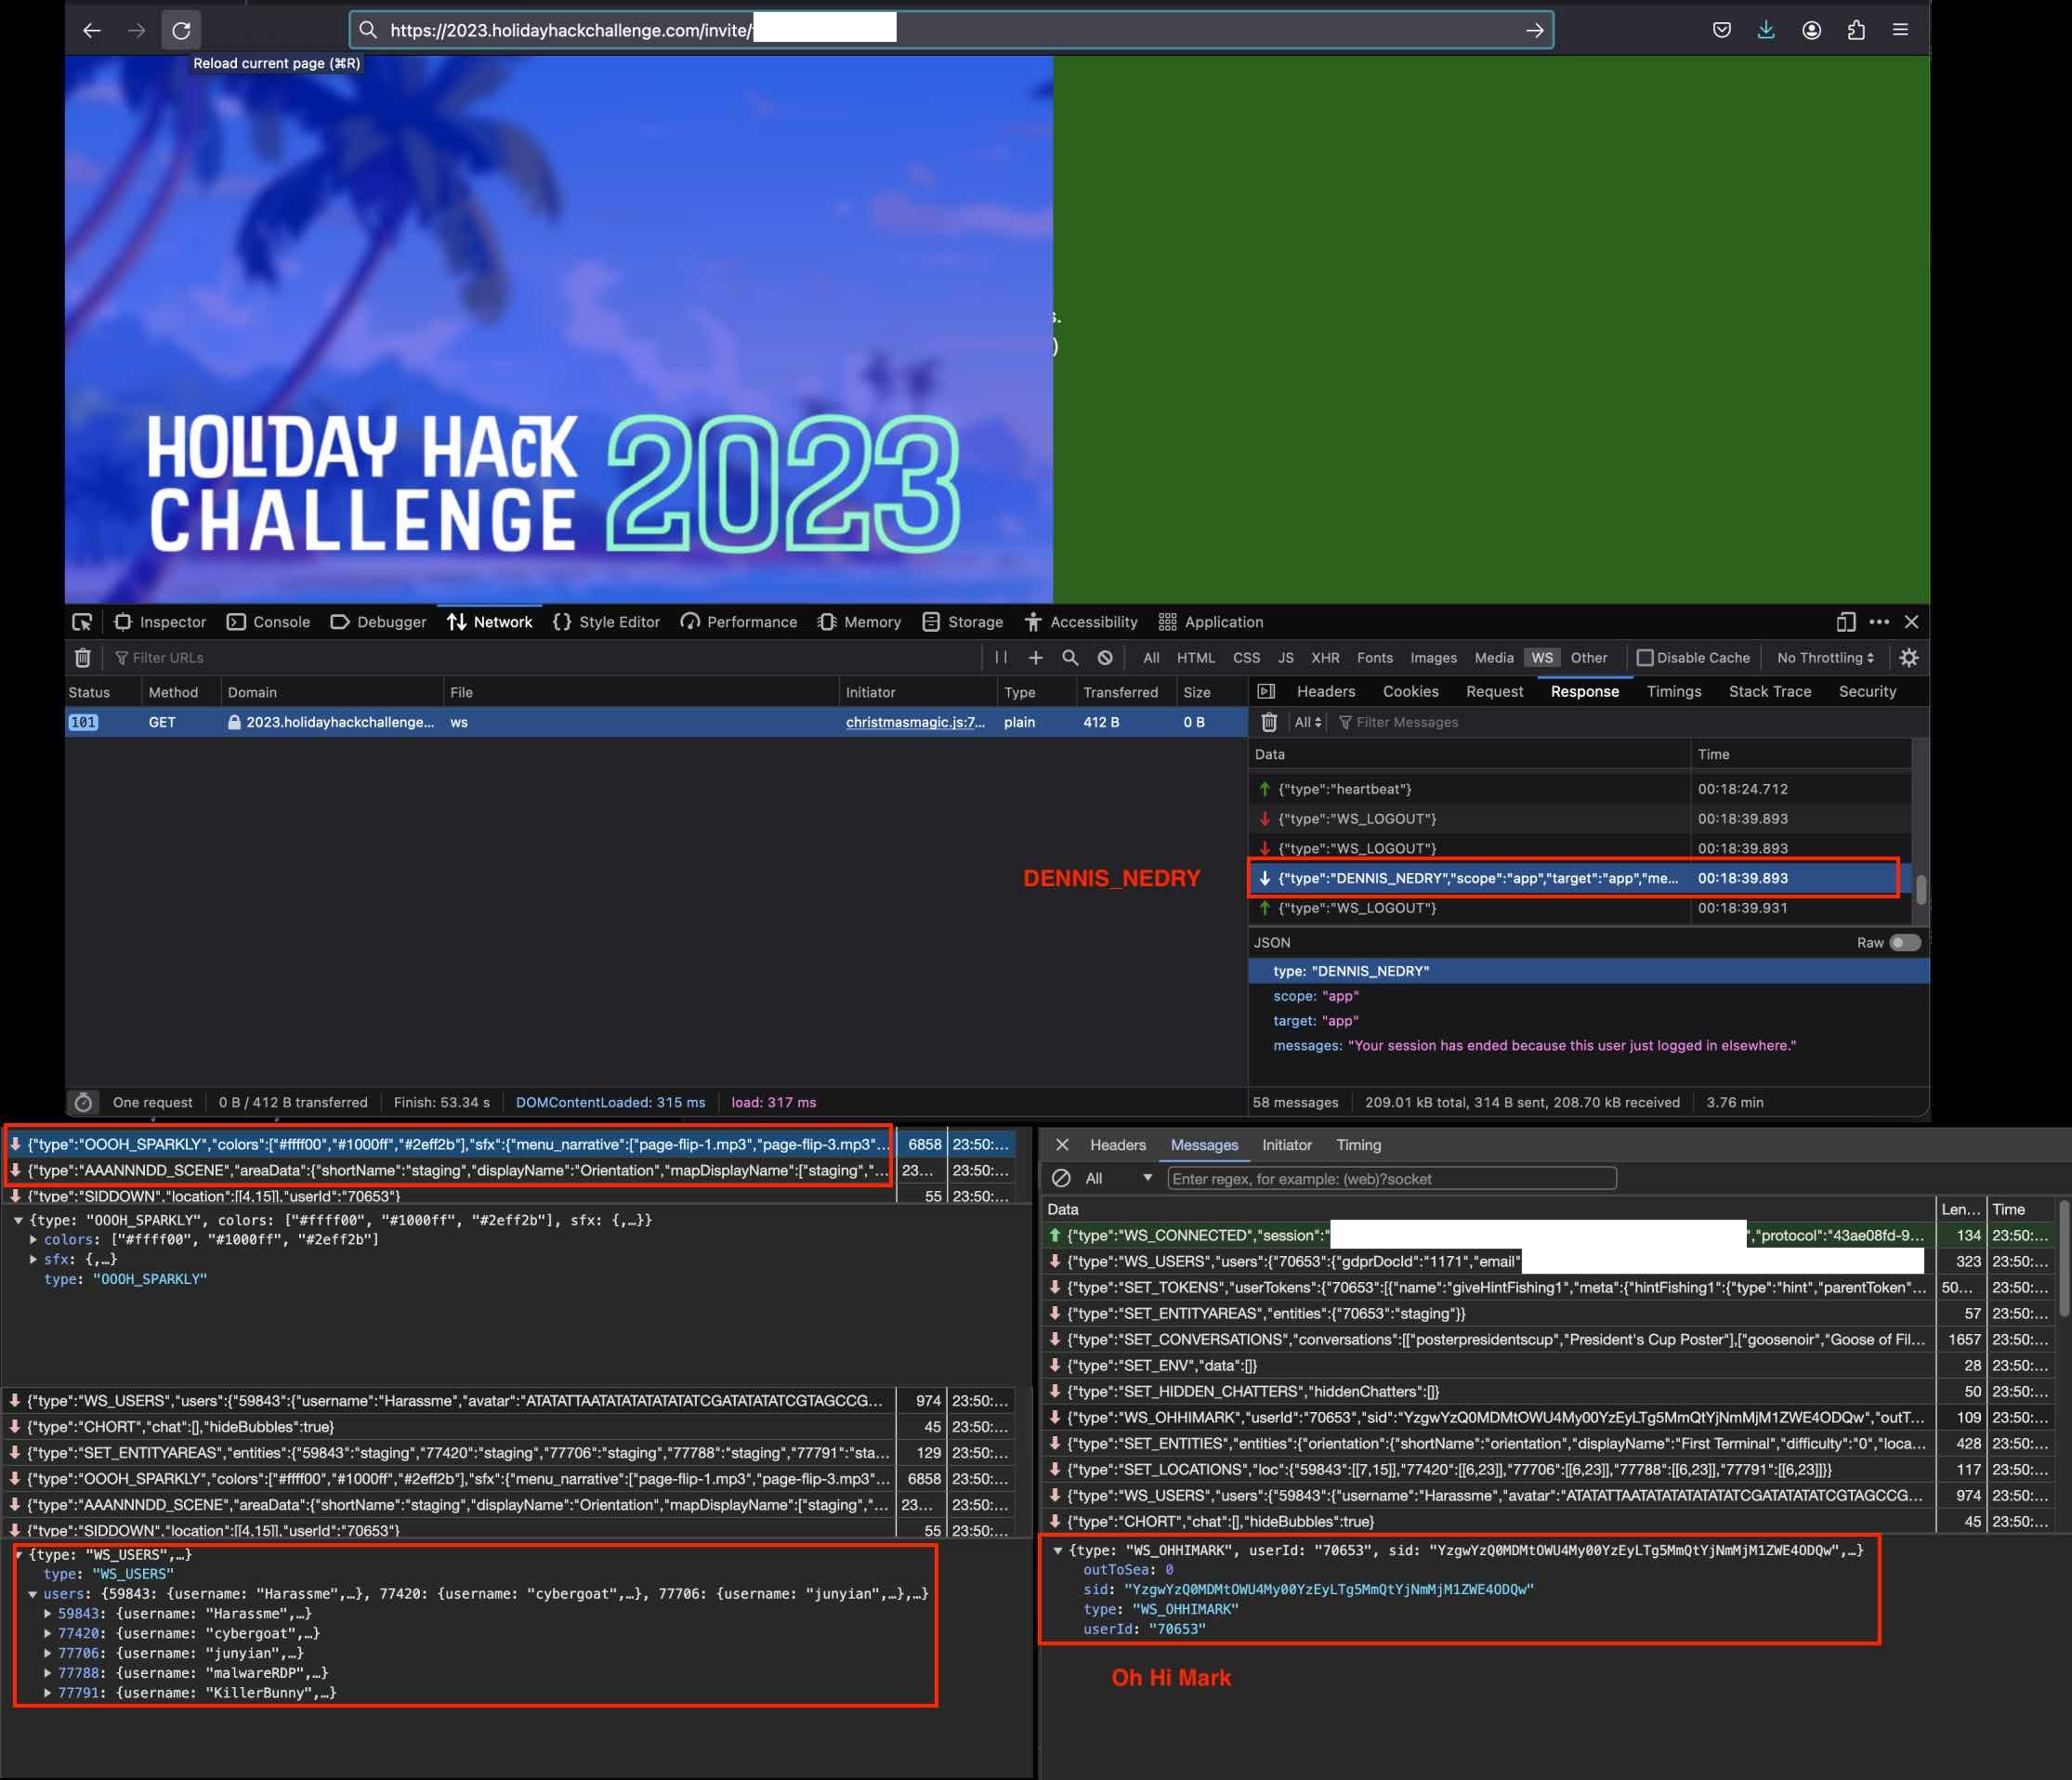 https://2023.holidayhackchallenge.com/invite/
Reload current page (⌘R)
s.
)
HOLIDAY HACK
CHALLENGE
2023
Inspector Console Debugger Network Style Editor Performance Memory Storage Accessibility Application
Filter URLs All HTML CSS JS XHR Fonts Images Media WS Other Disable Cache No Throttling
Status Method Domain File Initiator Type Transferred Size
101 GET 2023.holidayhackchallenge... ws christmasmagic.js:7... plain 412 B 0 B
Headers Cookies Request Response Timings Stack Trace Security
All Filter Messages
Data Time
{"type":"heartbeat"} 00:18:24.712
{"type":"WS_LOGOUT"} 00:18:39.893
{"type":"WS_LOGOUT"} 00:18:39.893
DENNIS_NEDRY
{"type":"DENNIS_NEDRY","scope":"app","target":"app","me... 00:18:39.893
{"type":"WS_LOGOUT"} 00:18:39.931
JSON Raw
type: "DENNIS_NEDRY"
scope: "app"
target: "app"
messages: "Your session has ended because this user just logged in elsewhere."
One request 0 B / 412 B transferred Finish: 53.34 s DOMContentLoaded: 315 ms load: 317 ms
58 messages 209.01 kB total, 314 B sent, 208.70 kB received 3.76 min
{"type":"OOOH_SPARKLY","colors":["#ffff00","#1000ff","#2eff2b"],"sfx":{"menu_narrative":["page-flip-1.mp3","page-flip-3.mp3"... 6858 23:50:...
{"type":"AAANNNDD_SCENE","areaData":{"shortName":"staging","displayName":"Orientation","mapDisplayName":["staging","... 23... 23:50:...
{"type":"SIDDOWN","location":[[4,15]],"userId":"70653"} 55 23:50:...
{type: "OOOH_SPARKLY", colors: ["#ffff00", "#1000ff", "#2eff2b"], sfx: {,…}}
colors: ["#ffff00", "#1000ff", "#2eff2b"]
sfx: {,…}
type: "OOOH_SPARKLY"
{"type":"WS_USERS","users":{"59843":{"username":"Harassme","avatar":"ATATATTAATATATATATATATCGATATATATCGTAGCCG... 974 23:50:...
{"type":"CHORT","chat":[],"hideBubbles":true} 45 23:50:...
{"type":"SET_ENTITYAREAS","entities":{"59843":"staging","77420":"staging","77706":"staging","77788":"staging","77791":"sta... 129 23:50:...
{"type":"OOOH_SPARKLY","colors":["#ffff00","#1000ff","#2eff2b"],"sfx":{"menu_narrative":["page-flip-1.mp3","page-flip-3.mp3"... 6858 23:50:...
{"type":"AAANNNDD_SCENE","areaData":{"shortName":"staging","displayName":"Orientation","mapDisplayName":["staging","... 23... 23:50:...
{"type":"SIDDOWN","location":[[4,15]],"userId":"70653"} 55 23:50:...
{type: "WS_USERS",…}
type: "WS_USERS"
users: {59843: {username: "Harassme",…}, 77420: {username: "cybergoat",…}, 77706: {username: "junyian",…},…}
59843: {username: "Harassme",…}
77420: {username: "cybergoat",…}
77706: {username: "junyian",…}
77788: {username: "malwareRDP",…}
77791: {username: "KillerBunny",…}
Headers Messages Initiator Timing
All Enter regex, for example: (web)?socket
Data Len... Time
{"type":"WS_CONNECTED","session":" ","protocol":"43ae08fd-9... 134 23:50:...
{"type":"WS_USERS","users":{"70653":{"gdprDocId":"1171","email" 323 23:50:...
{"type":"SET_TOKENS","userTokens":{"70653":[{"name":"giveHintFishing1","meta":{"hintFishing1":{"type":"hint","parentToken"... 50... 23:50:...
{"type":"SET_ENTITYAREAS","entities":{"70653":"staging"}} 57 23:50:...
{"type":"SET_CONVERSATIONS","conversations":[["posterpresidentscup","President's Cup Poster"],["goosenoir","Goose of Fil... 1657 23:50:...
{"type":"SET_ENV","data":[]} 28 23:50:...
{"type":"SET_HIDDEN_CHATTERS","hiddenChatters":[]} 50 23:50:...
{"type":"WS_OHHIMARK","userId":"70653","sid":"YzgwYzQ0MDMtOWU4My00YzEyLTg5MmQtYjNmMjM1ZWE4ODQw","outT... 109 23:50:...
{"type":"SET_ENTITIES","entities":{"orientation":{"shortName":"orientation","displayName":"First Terminal","difficulty":"0","loca... 428 23:50:...
{"type":"SET_LOCATIONS","loc":{"59843":[[7,15]],"77420":[[6,23]],"77706":[[6,23]],"77788":[[6,23]],"77791":[[6,23]]}} 117 23:50:...
{"type":"WS_USERS","users":{"59843":{"username":"Harassme","avatar":"ATATATTAATATATATATATATCGATATATATCGTAGCCG... 974 23:50:...
{"type":"CHORT","chat":[],"hideBubbles":true} 45 23:50:...
{type: "WS_OHHIMARK", userId: "70653", sid: "YzgwYzQ0MDMtOWU4My00YzEyLTg5MmQtYjNmMjM1ZWE4ODQw",…}
outToSea: 0
sid: "YzgwYzQ0MDMtOWU4My00YzEyLTg5MmQtYjNmMjM1ZWE4ODQw"
type: "WS_OHHIMARK"
userId: "70653"
Oh Hi Mark